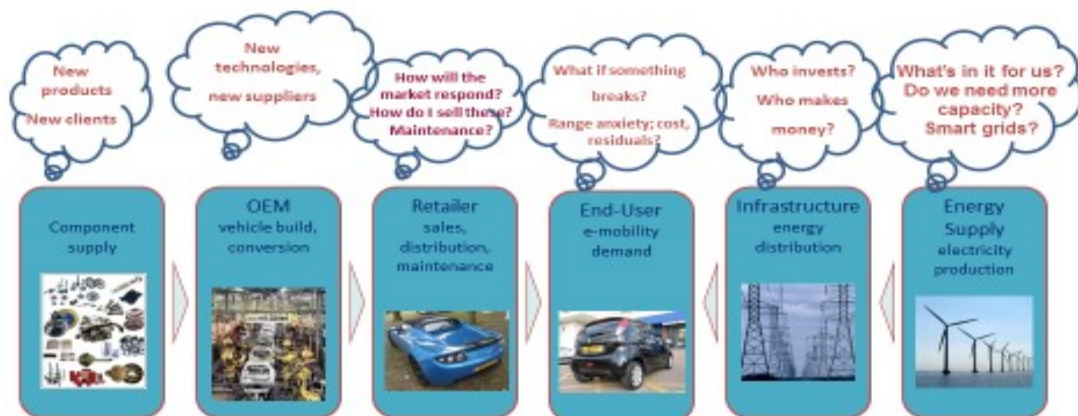 New
products
New clients
New
technologies,
new suppliers
How will the
market respond?
How do I sell these?
Maintenance?
What if something
breaks?
Range anxiety; cost,
residuals?
Who invests?
Who makes
money?
What's in it for us?
Do we need more
capacity?
Smart grids?
Component
supply
OEM
vehicle build,
conversion
Retailer
sales,
distribution,
maintenance
End-User
e-mobility
demand
Infrastructure
energy
distribution
Energy
Supply
electricity
production